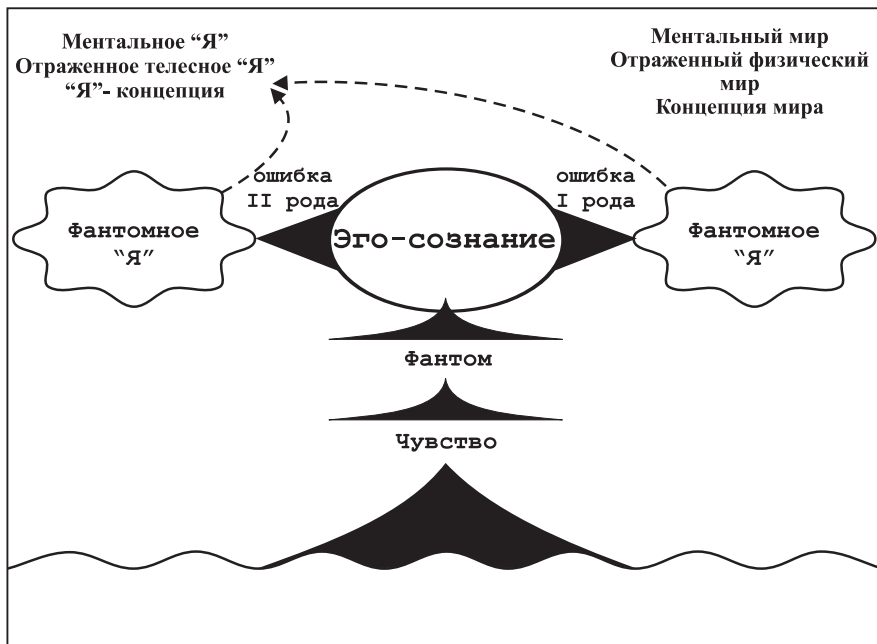 Ментальное “Я”
Отраженное телесное “Я”
“Я”- концепция
Ментальный мир
Отраженный физический
мир
Концепция мира
ошибка
II рода
ошибка
I рода
Фантомное
“Я”
Эго-сознание
Фантомное
“Я”
Фантом
Чувство